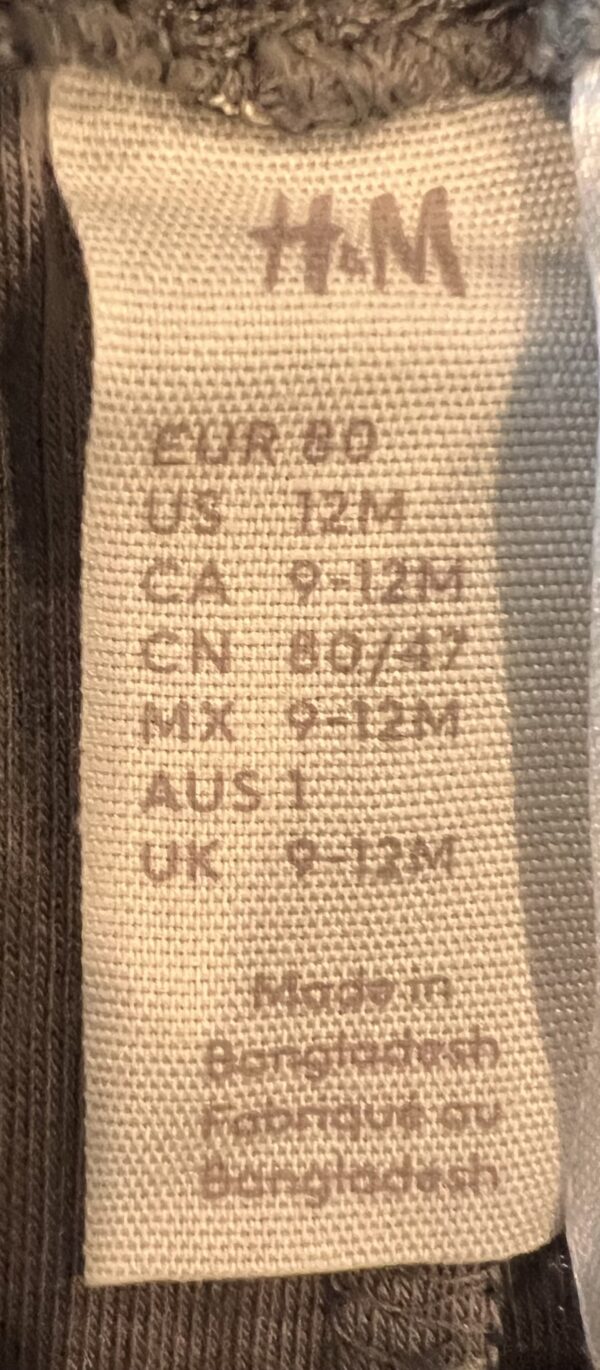 H&M
EUR 80
US 12M
CA 9-12M
CN 80/47
MX 9-12M
AUS 1
UK 9-12M
Made in
Bangladesh
Fabriqué au
Bangladesh